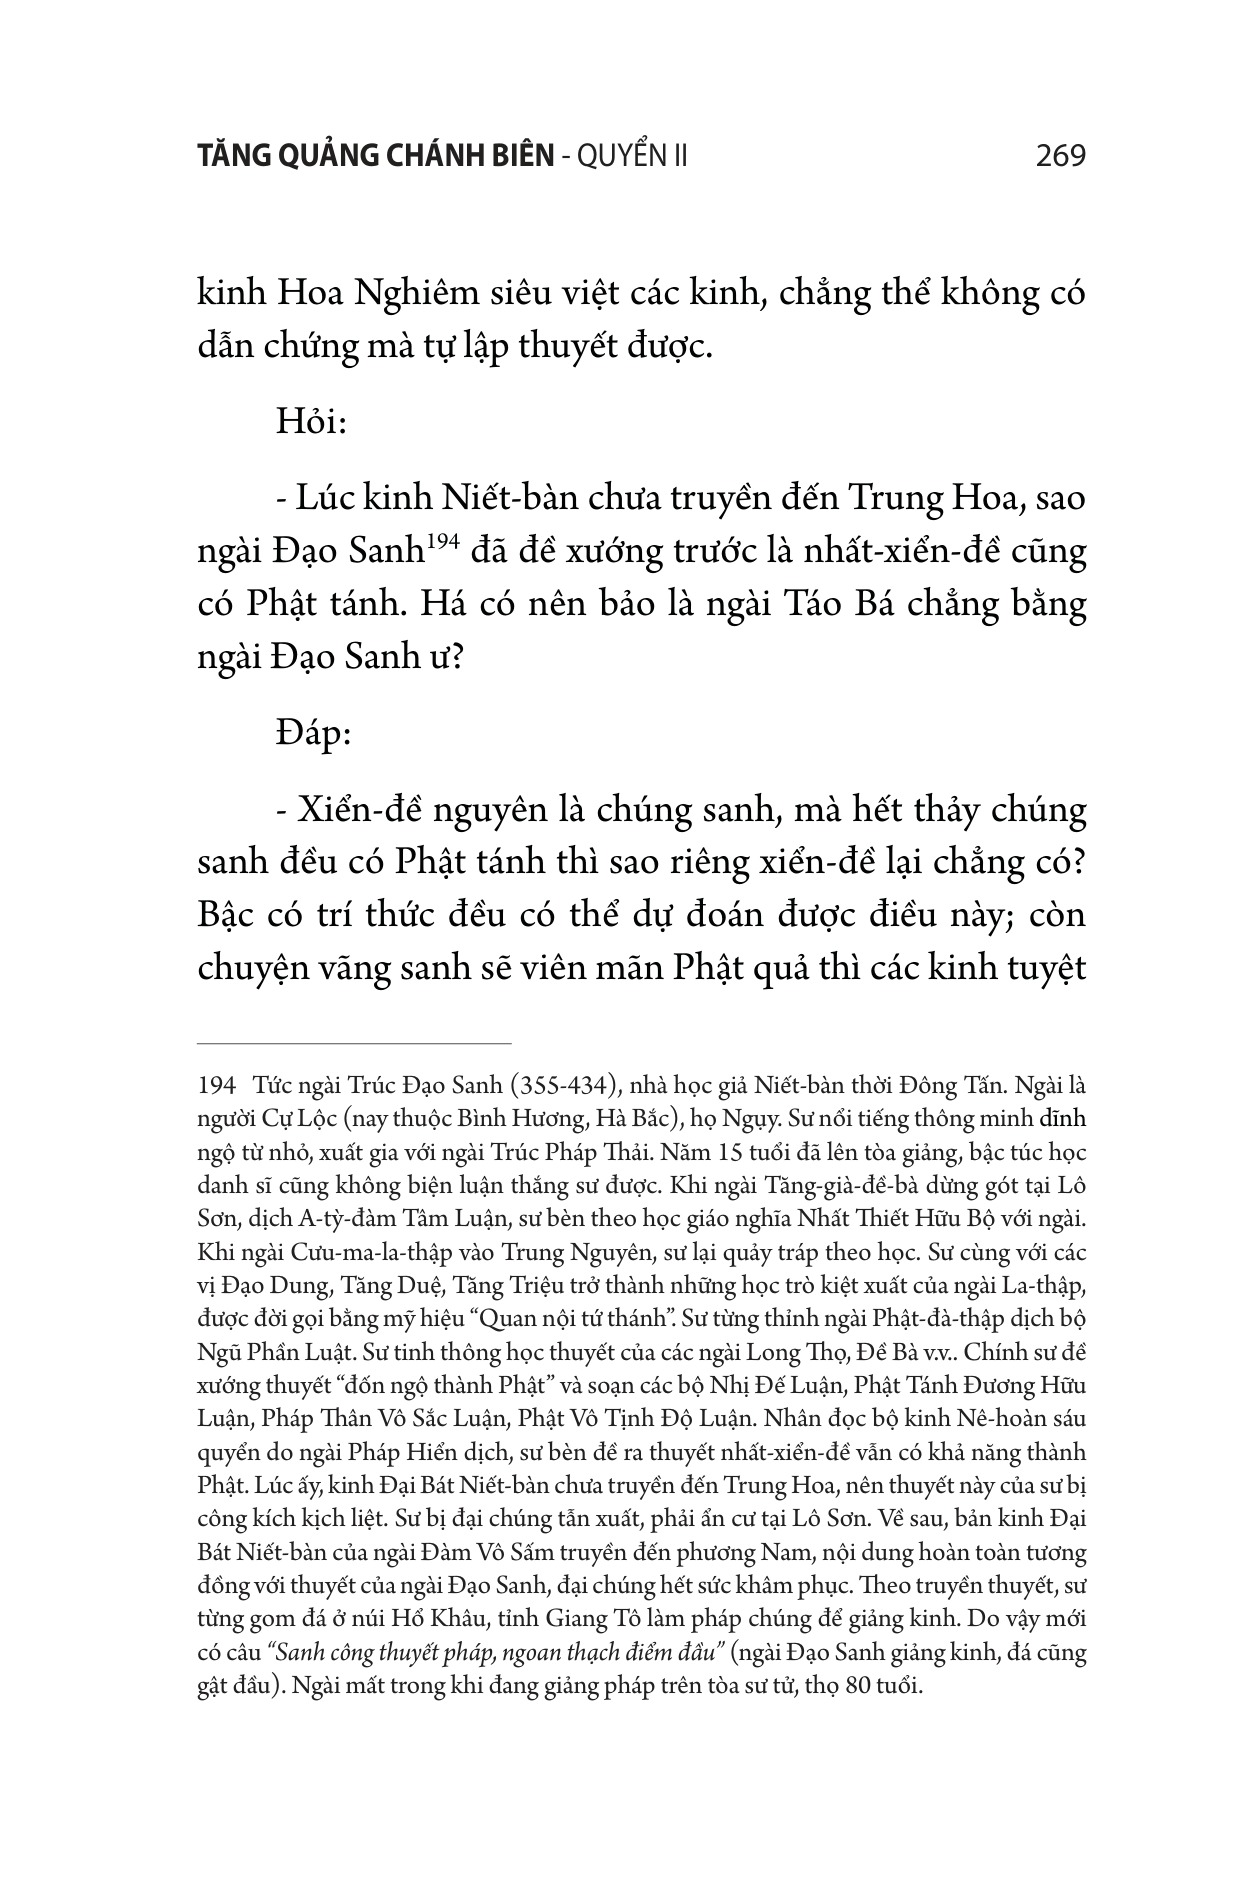 TĂNG QUẢNG CHÁNH BIÊN - QUYỂN II 269
kinh Hoa Nghiêm siêu việt các kinh, chẳng thể không có
dẫn chứng mà tự lập thuyết được.
Hỏi:
- Lúc kinh Niết-bàn chưa truyền đến Trung Hoa, sao
ngài Đạo Sanh194 đã đề xướng trước là nhất-xiển-đề cũng
có Phật tánh. Há có nên bảo là ngài Táo Bá chẳng bằng
ngài Đạo Sanh ư?
Đáp:
- Xiển-đề nguyên là chúng sanh, mà hết thảy chúng
sanh đều có Phật tánh thì sao riêng xiển-đề lại chẳng có?
Bậc có trí thức đều có thể dự đoán được điều này; còn
chuyện vãng sanh sẽ viên mãn Phật quả thì các kinh tuyệt
194 Tức ngài Trúc Đạo Sanh (355-434), nhà học giả Niết-bàn thời Đông Tấn. Ngài là
người Cự Lộc (nay thuộc Bình Hương, Hà Bắc), họ Ngụy. Sư nổi tiếng thông minh dĩnh
ngộ từ nhỏ, xuất gia với ngài Trúc Pháp Thải. Năm 15 tuổi đã lên tòa giảng, bậc túc học
danh sĩ cũng không biện luận thắng sư được. Khi ngài Tăng-già-đề-bà dừng gót tại Lô
Sơn, dịch A-tỳ-đàm Tâm Luận, sư bèn theo học giáo nghĩa Nhất Thiết Hữu Bộ với ngài.
Khi ngài Cưu-ma-la-thập vào Trung Nguyên, sư lại quảy tráp theo học. Sư cùng với các
vị Đạo Dung, Tăng Duệ, Tăng Triệu trở thành những học trò kiệt xuất của ngài La-thập,
được đời gọi bằng mỹ hiệu “Quan nội tứ thánh”. Sư từng thỉnh ngài Phật-đà-thập dịch bộ
Ngũ Phần Luật. Sư tinh thông học thuyết của các ngài Long Thọ, Đề Bà v.v.. Chính sư đề
xướng thuyết “đốn ngộ thành Phật” và soạn các bộ Nhị Đế Luận, Phật Tánh Đương Hữu
Luận, Pháp Thân Vô Sắc Luận, Phật Vô Tịnh Độ Luận. Nhân đọc bộ kinh Nê-hoàn sáu
quyển do ngài Pháp Hiển dịch, sư bèn đề ra thuyết nhất-xiển-đề vẫn có khả năng thành
Phật. Lúc ấy, kinh Đại Bát Niết-bàn chưa truyền đến Trung Hoa, nên thuyết này của sư bị
công kích kịch liệt. Sư bị đại chúng tẫn xuất, phải ẩn cư tại Lô Sơn. Về sau, bản kinh Đại
Bát Niết-bàn của ngài Đàm Vô Sấm truyền đến phương Nam, nội dung hoàn toàn tương
đồng với thuyết của ngài Đạo Sanh, đại chúng hết sức khâm phục. Theo truyền thuyết, sư
từng gom đá ở núi Hổ Khâu, tỉnh Giang Tô làm pháp chúng để giảng kinh. Do vậy mới
có câu “Sanh công thuyết pháp, ngoan thạch điểm đầu” (ngài Đạo Sanh giảng kinh, đá cũng
gật đầu). Ngài mất trong khi đang giảng pháp trên tòa sư tử, thọ 80 tuổi.